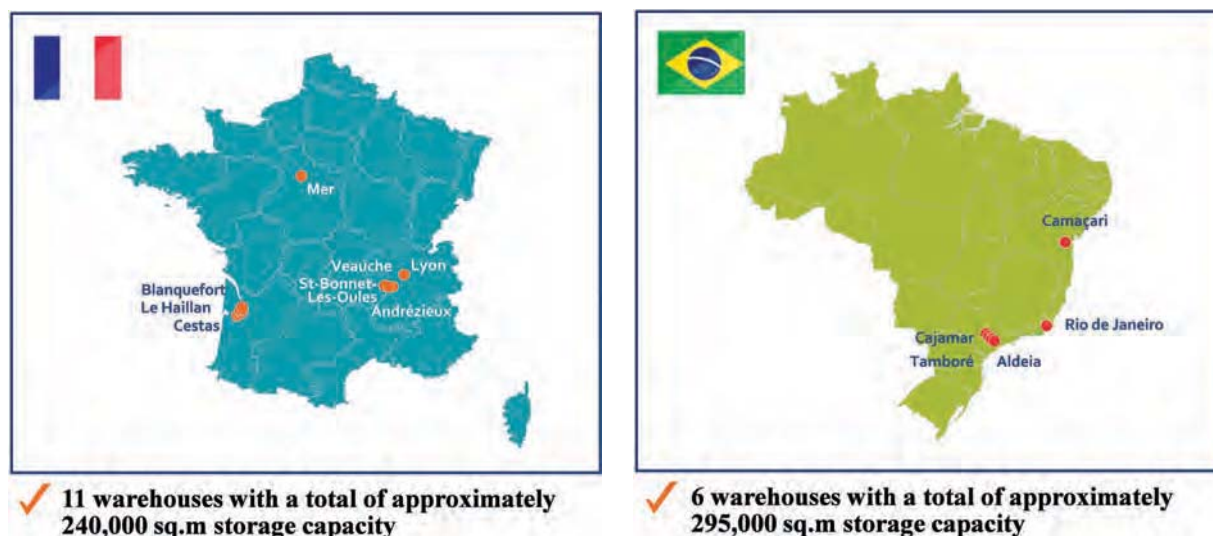 Mer
Veauche
Lyon
St-Bonnet-
Les-Oules
Andrézieux
Blanquefort
Le Haillan
Cestas
11 warehouses with a total of approximately
240,000 sq.m storage capacity
Camaçari
Rio de Janeiro
Cajamar
Tamboré
Aldeia
6 warehouses with a total of approximately
295,000 sq.m storage capacity